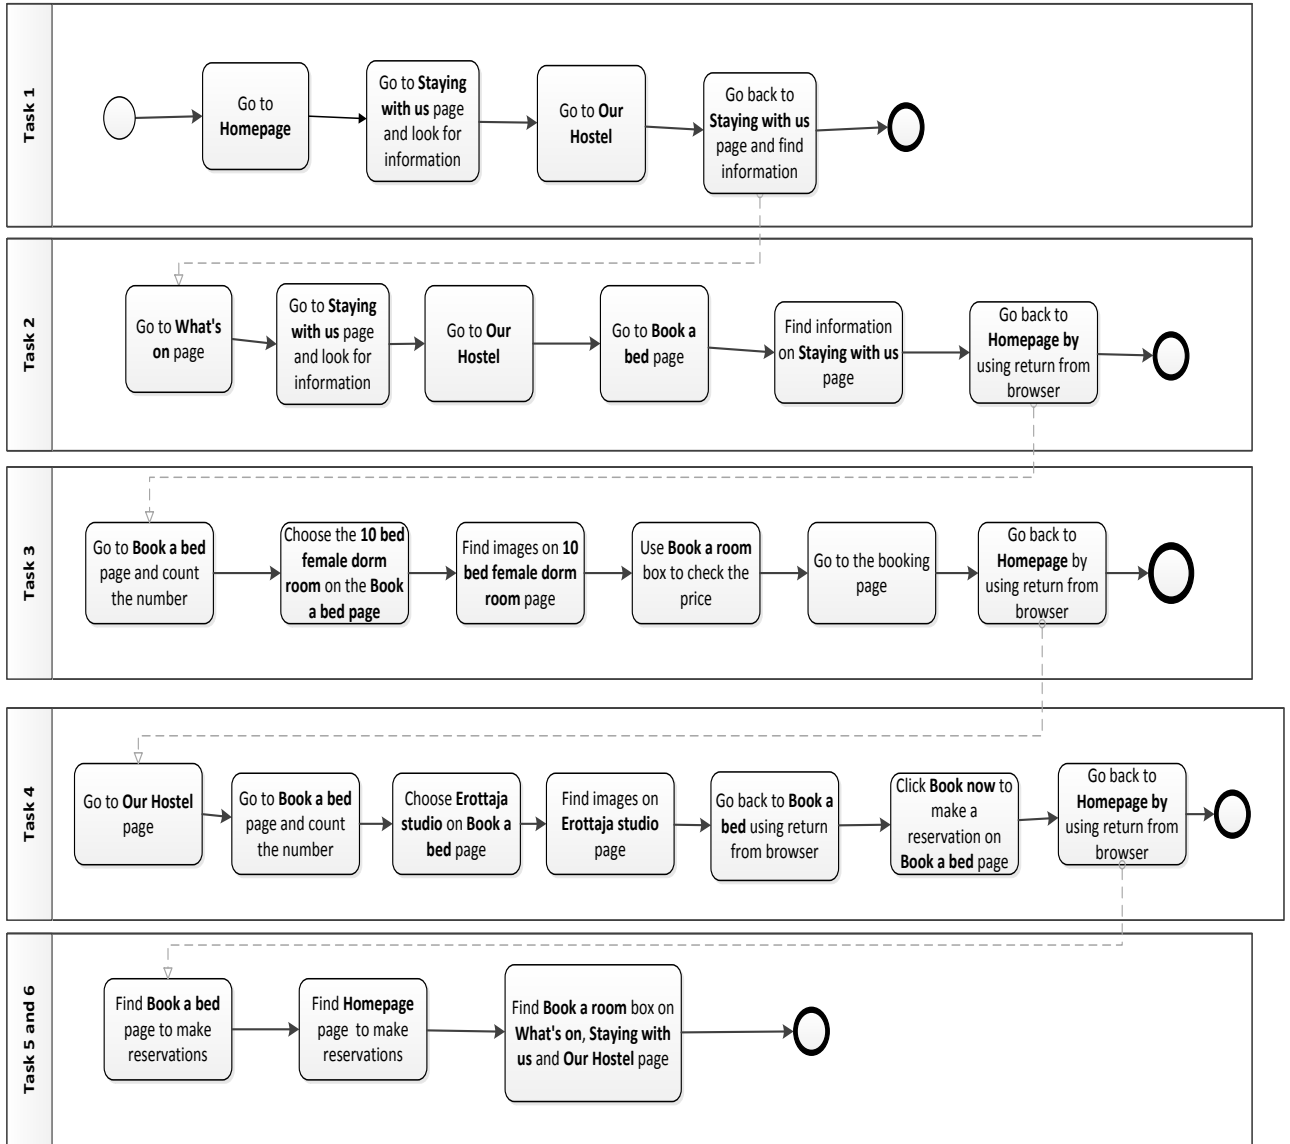 Task 1
Go to
Homepage
Go to Staying
with us page
and look for
information
Go to Our
Hostel
Go back to
Staying with us
page and find
information
Task 2
Go to What's
on page
Go to Staying
with us page
and look for
information
Go to Our
Hostel
Go to Book a
bed page
Find information
on Staying with us
page
Go back to
Homepage by
using return from
browser
Task 3
Go to Book a bed
page and count
the number
Choose the 10 bed
female dorm
room on the Book
a bed page
Find images on 10
bed female dorm
room page
Use Book a room
box to check the
price
Go to the booking
page
Go back to
Homepage by
using return from
browser
Task 4
Go to Our Hostel
page
Go to Book a bed
page and count
the number
Choose Erottaja
studio on Book a
bed page
Find images on
Erottaja studio
page
Go back to Book a
bed using return
from browser
Click Book now to
make a
reservation on
Book a bed page
Go back to
Homepage by
using return from
browser
Task 5 and 6
Find Book a bed
page to make
reservations
Find Homepage
page to make
reservations
Find Book a room box on
What's on, Staying with
us and Our Hostel page